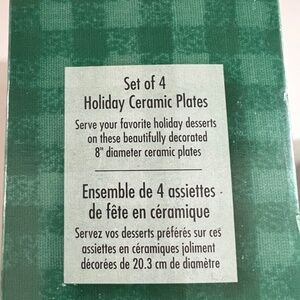 Set of 4
Holiday Ceramic Plates
Serve your favorite holiday desserts
on these beautifully decorated
8" diameter ceramic plates
Ensemble de 4 assiettes
de fête en céramique
Servez vos desserts préférés sur ces
assiettes en céramiques joliment
décorées de 20.3 cm de diamètre